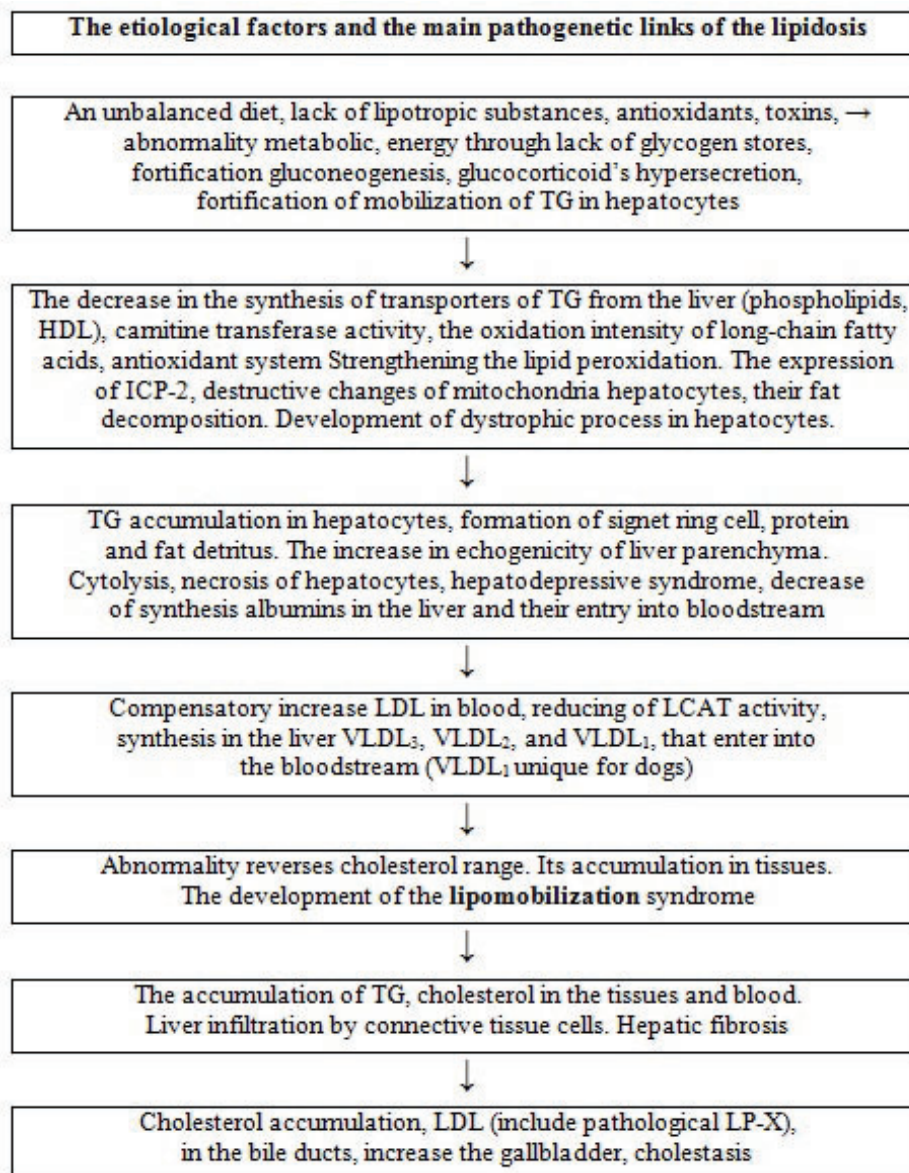 The etiological factors and the main pathogenetic links of the lipidosis
An unbalanced diet, lack of lipotropic substances, antioxidants, toxins, →
abnormality metabolic, energy through lack of glycogen stores,
fortification gluconeogenesis, glucocorticoid’s hypersecretion,
fortification of mobilization of TG in hepatocytes
↓
The decrease in the synthesis of transporters of TG from the liver (phospholipids,
HDL), carnitine transferase activity, the oxidation intensity of long-chain fatty
acids, antioxidant system Strengthening the lipid peroxidation. The expression
of ICP-2, destructive changes of mitochondria hepatocytes, their fat
decomposition. Development of dystrophic process in hepatocytes.
↓
TG accumulation in hepatocytes, formation of signet ring cell, protein
and fat detritus. The increase in echogenicity of liver parenchyma.
Cytolysis, necrosis of hepatocytes, hepatodepressive syndrome, decrease
of synthesis albumins in the liver and their entry into bloodstream
↓
Compensatory increase LDL in blood, reducing of LCAT activity,
synthesis in the liver VLDL₃, VLDL₂, and VLDL₁, that enter into
the bloodstream (VLDL₁ unique for dogs)
↓
Abnormality reverses cholesterol range. Its accumulation in tissues.
The development of the lipomobilization syndrome
↓
The accumulation of TG, cholesterol in the tissues and blood.
Liver infiltration by connective tissue cells. Hepatic fibrosis
↓
Cholesterol accumulation, LDL (include pathological LP-X),
in the bile ducts, increase the gallbladder, cholestasis